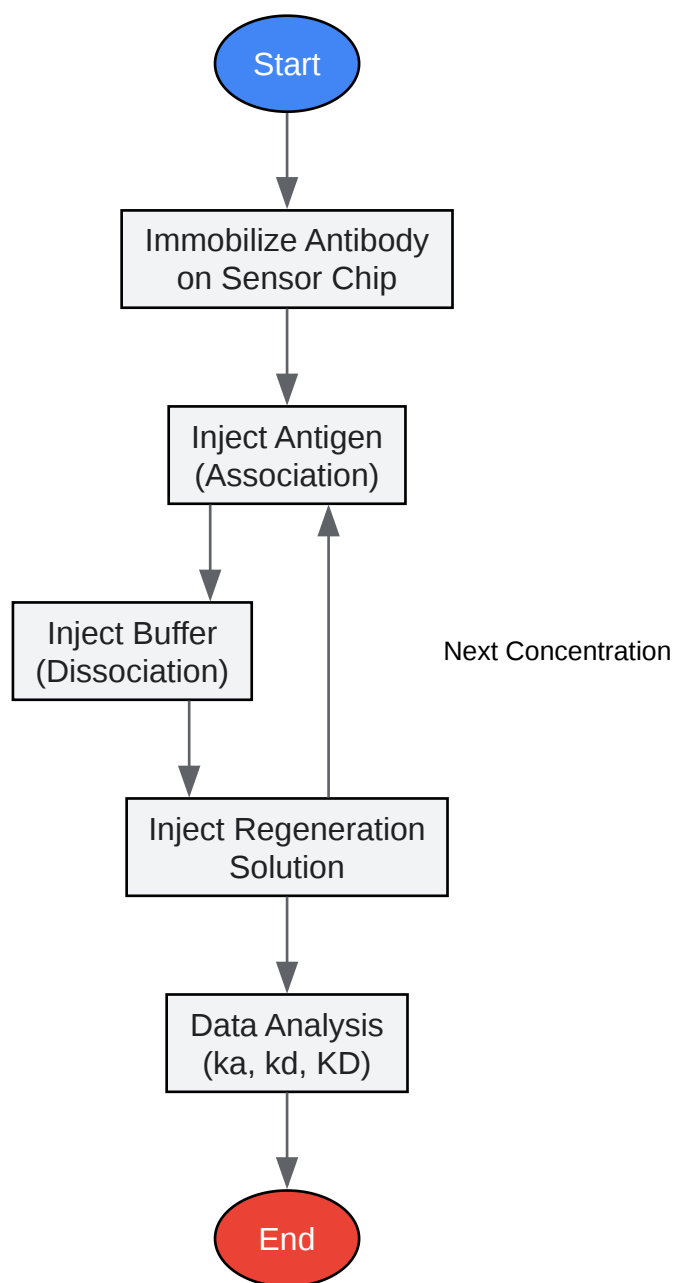 Start
Immobilize Antibody
on Sensor Chip
Inject Antigen
(Association)
Inject Buffer
(Dissociation)
Next Concentration
Inject Regeneration
Solution
Data Analysis
(ka, kd, KD)
End